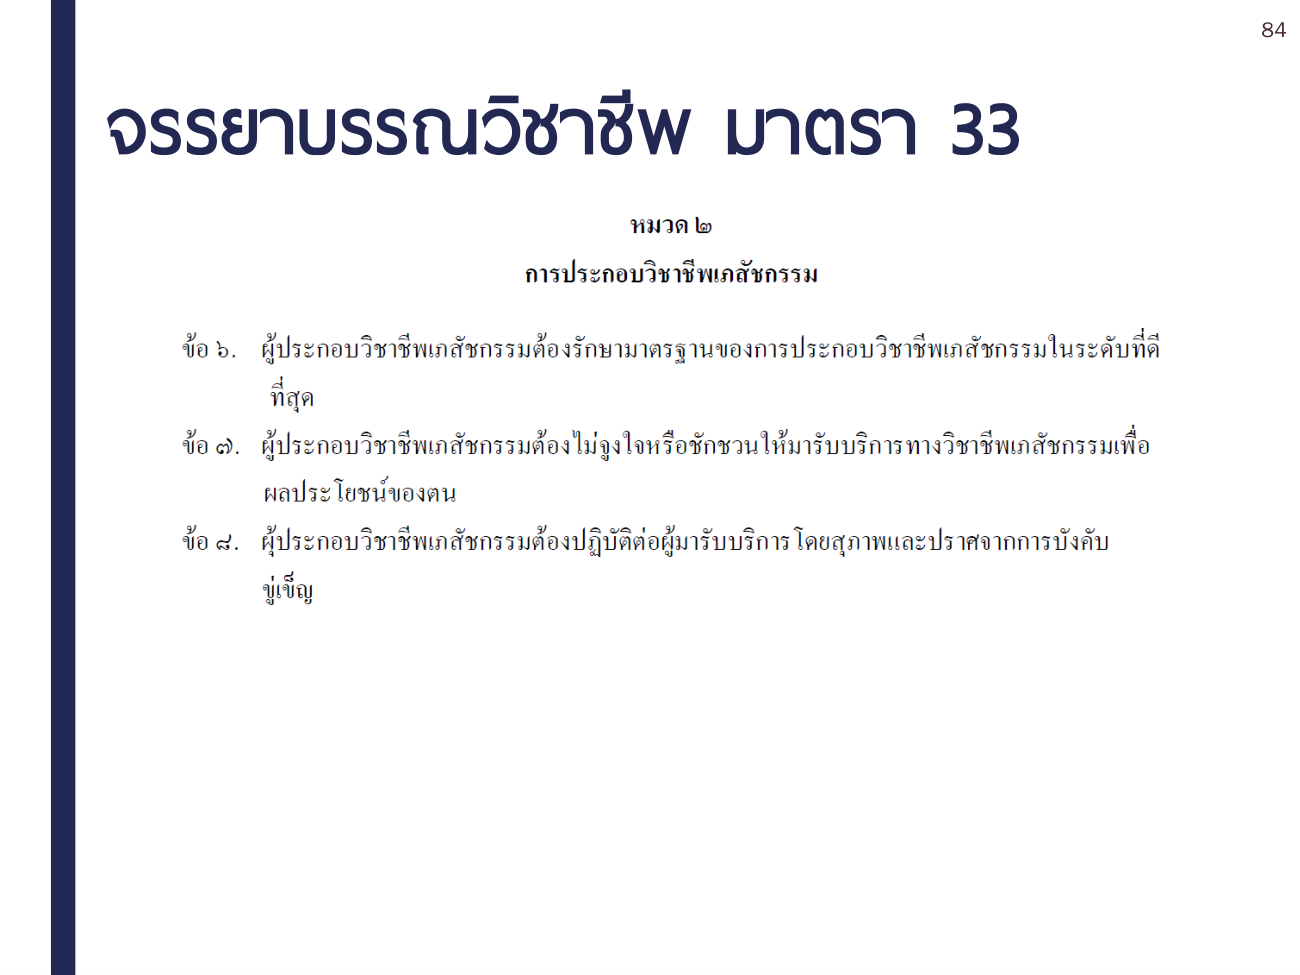 84
จรรยาบรรณวิชาชีพ มาตรา 33
หมวด ๒
การประกอบวิชาชีพเภสัชกรรม
ข้อ ๖. ผู้ประกอบวิชาชีพเภสัชกรรมต้องรักษามาตรฐานของการประกอบวิชาชีพเภสัชกรรมในระดับที่ดี
ที่สุด
ข้อ ๗. ผู้ประกอบวิชาชีพเภสัชกรรมต้องไม่จูงใจหรือชักชวนให้มารับบริการทางวิชาชีพเภสัชกรรมเพื่อ
ผลประโยชน์ของตน
ข้อ ๘. ผุ้ประกอบวิชาชีพเภสัชกรรมต้องปฏิบัติต่อผู้มารับบริการโดยสุภาพและปราศจากการบังคับ
ขู่เข็ญ